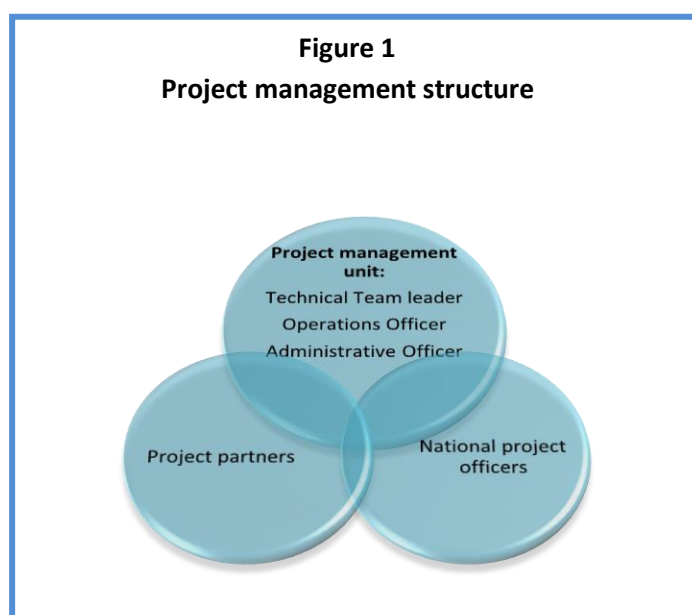 Figure 1
Project management structure
Project management
unit:
Technical Team leader
Operations Officer
Administrative Officer
Project partners
National project
officers